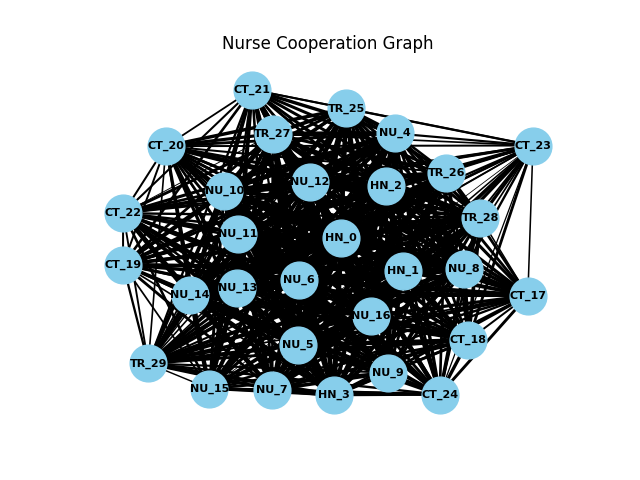 Nurse Cooperation Graph
CT_21
TR_25
TR_27
NU_4
CT_20
CT_23
TR_26
NU_12
HN_2
NU_10
CT_22
TR_28
NU_11
HN_0
CT_19
NU_8
HN_1
NU_6
NU_13
NU_14
CT_17
NU_16
CT_18
NU_5
TR_29
NU_9
NU_15
NU_7
HN_3
CT_24